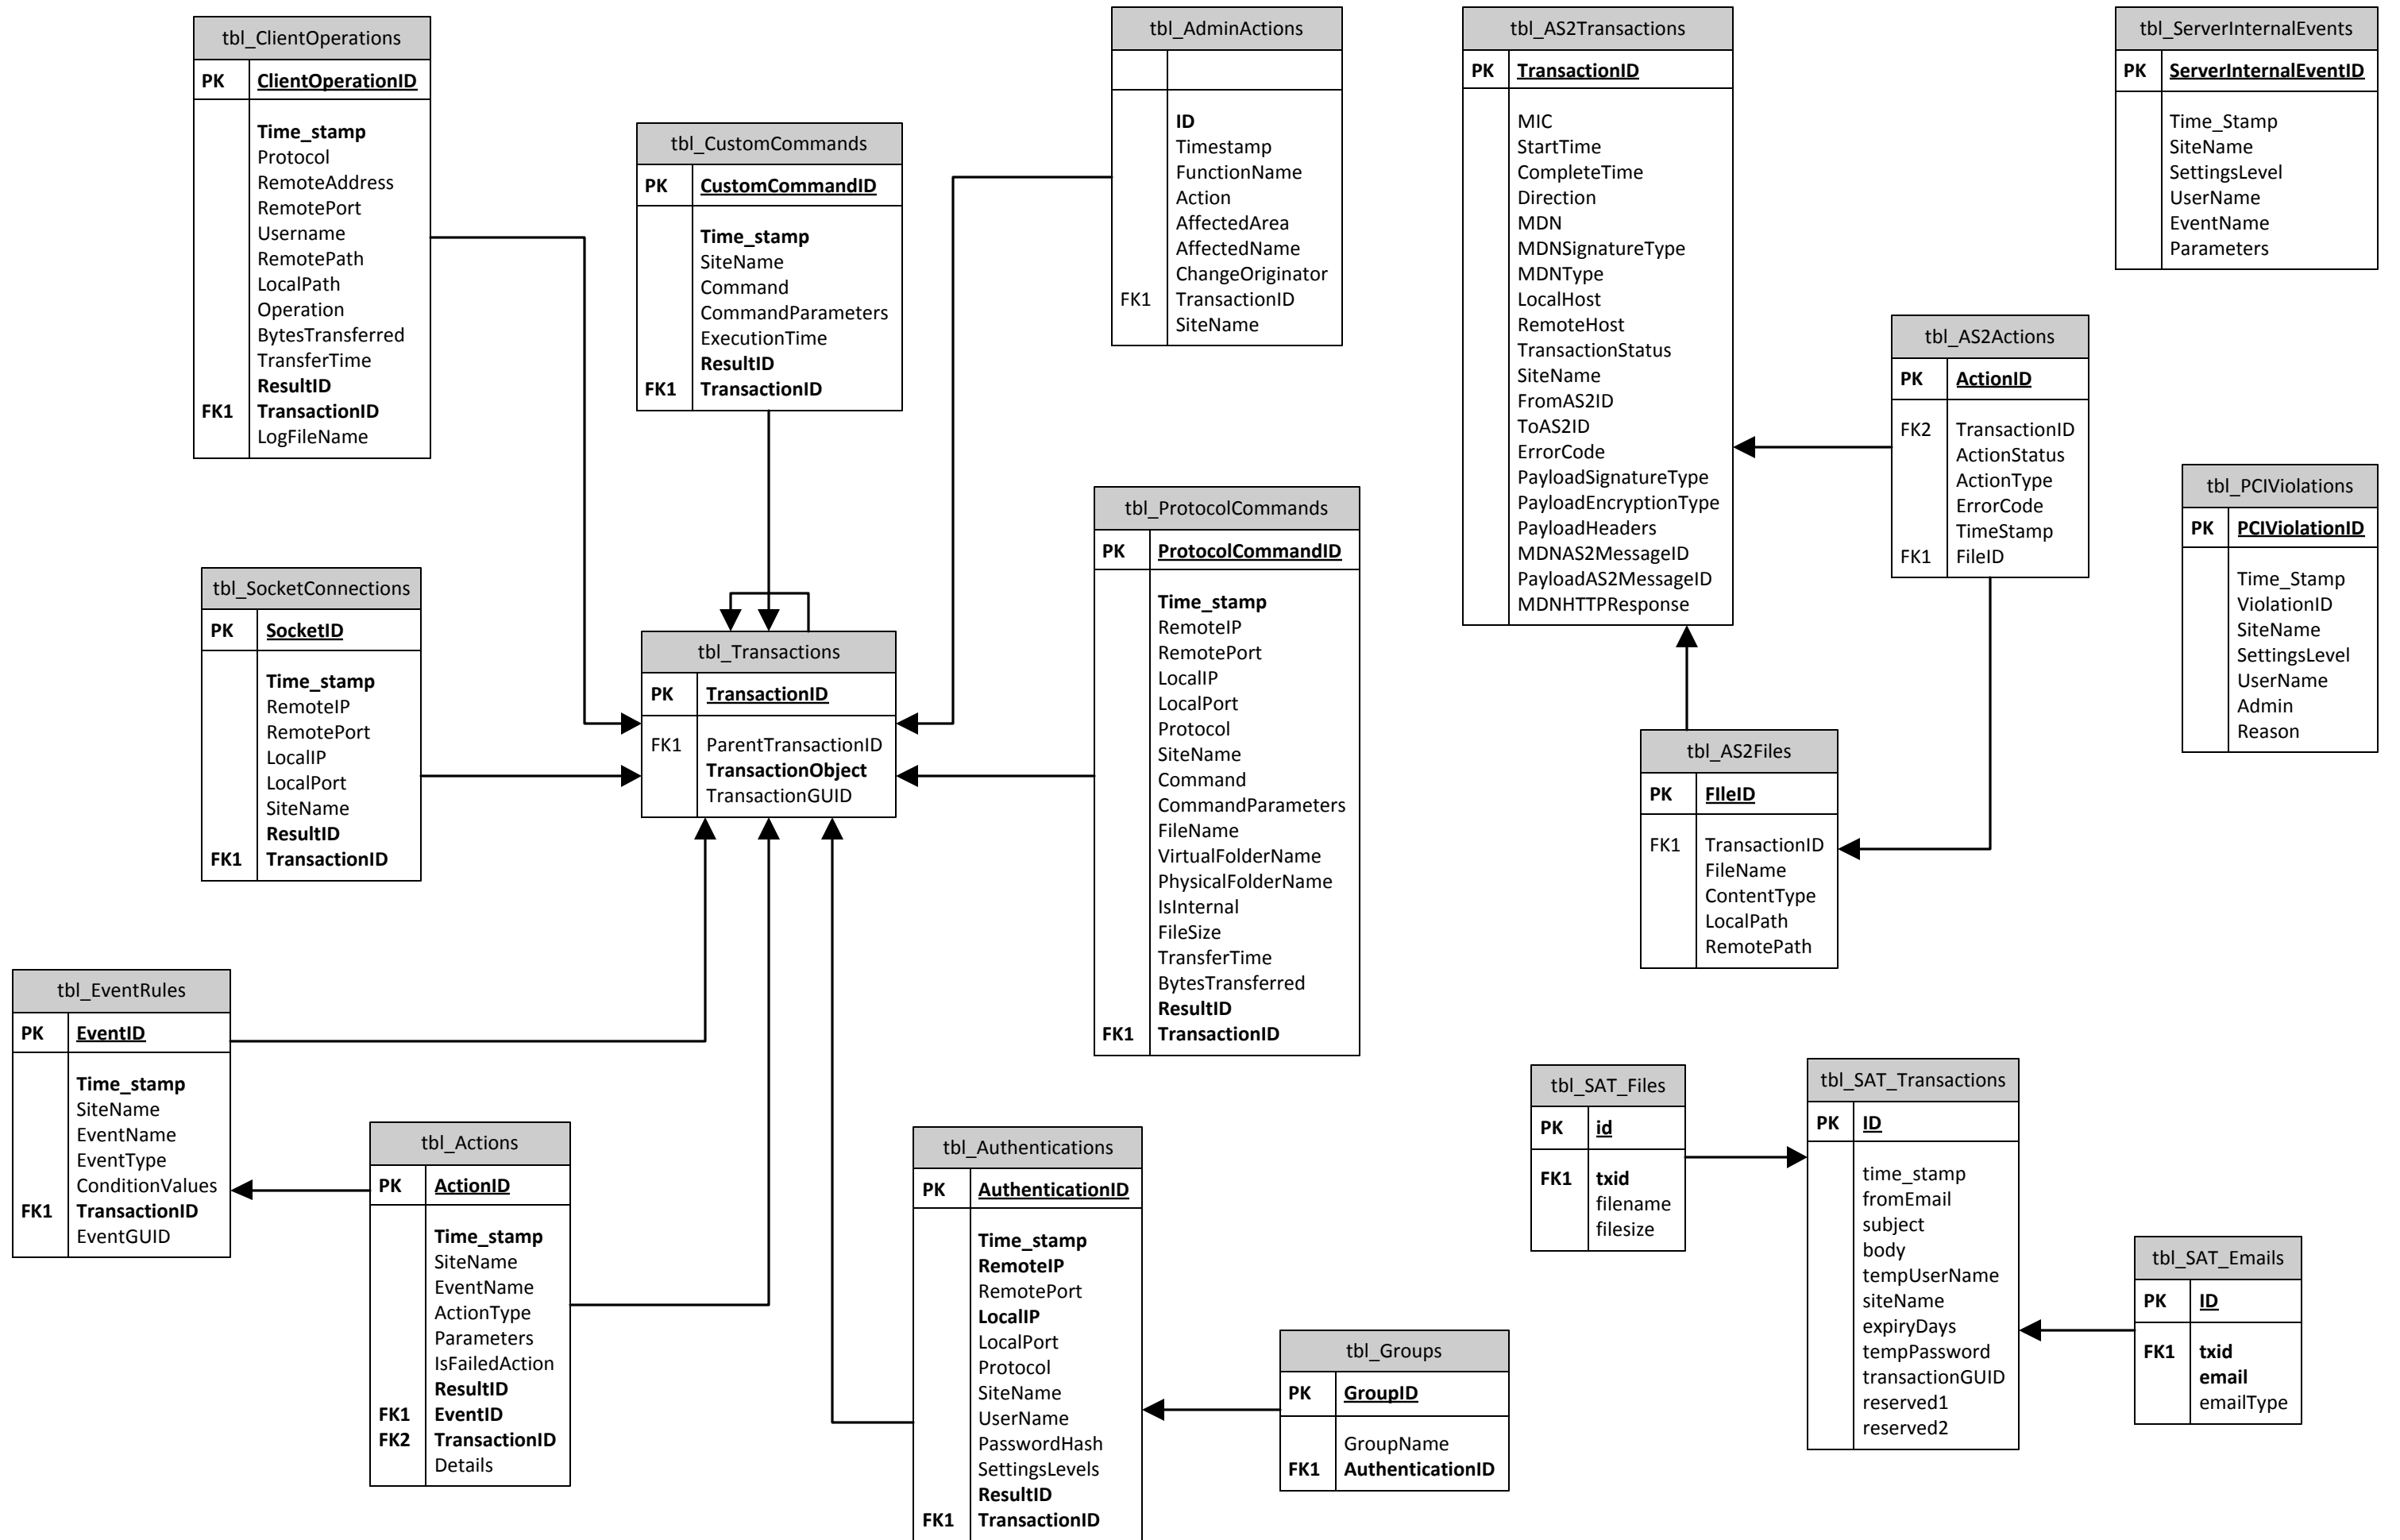 tbl_ClientOperations
PK ClientOperationID
Time_stamp
Protocol
RemoteAddress
RemotePort
Username
RemotePath
LocalPath
Operation
BytesTransferred
TransferTime
ResultID
FK1 TransactionID
LogFileName
tbl_CustomCommands
PK CustomCommandID
Time_stamp
SiteName
Command
CommandParameters
ExecutionTime
ResultID
FK1 TransactionID
tbl_AdminActions
ID
Timestamp
FunctionName
Action
AffectedArea
AffectedName
ChangeOriginator
FK1 TransactionID
SiteName
tbl_AS2Transactions
PK TransactionID
MIC
StartTime
CompleteTime
Direction
MDN
MDNSignatureType
MDNType
LocalHost
RemoteHost
TransactionStatus
SiteName
FromAS2ID
ToAS2ID
ErrorCode
PayloadSignatureType
PayloadEncryptionType
PayloadHeaders
MDNAS2MessageID
PayloadAS2MessageID
MDNHTTPResponse
tbl_ServerInternalEvents
PK ServerInternalEventID
Time_Stamp
SiteName
SettingsLevel
UserName
EventName
Parameters
tbl_AS2Actions
PK ActionID
FK2 TransactionID
ActionStatus
ActionType
ErrorCode
TimeStamp
FK1 FileID
tbl_PCIViolations
PK PCIViolationID
Time_Stamp
ViolationID
SiteName
SettingsLevel
UserName
Admin
Reason
tbl_SocketConnections
PK SocketID
Time_stamp
RemoteIP
RemotePort
LocalIP
LocalPort
SiteName
ResultID
FK1 TransactionID
tbl_Transactions
PK TransactionID
FK1 ParentTransactionID
TransactionObject
TransactionGUID
tbl_ProtocolCommands
PK ProtocolCommandID
Time_stamp
RemoteIP
RemotePort
LocalIP
LocalPort
Protocol
SiteName
Command
CommandParameters
FileName
VirtualFolderName
PhysicalFolderName
IsInternal
FileSize
TransferTime
BytesTransferred
ResultID
FK1 TransactionID
tbl_AS2Files
PK FIleID
FK1 TransactionID
FileName
ContentType
LocalPath
RemotePath
tbl_EventRules
PK EventID
Time_stamp
SiteName
EventName
EventType
ConditionValues
FK1 TransactionID
EventGUID
tbl_Actions
PK ActionID
Time_stamp
SiteName
EventName
ActionType
Parameters
IsFailedAction
ResultID
FK1 EventID
FK2 TransactionID
Details
tbl_Authentications
PK AuthenticationID
Time_stamp
RemoteIP
RemotePort
LocalIP
LocalPort
Protocol
SiteName
UserName
PasswordHash
SettingsLevels
ResultID
FK1 TransactionID
tbl_Groups
PK GroupID
GroupName
FK1 AuthenticationID
tbl_SAT_Files
PK id
FK1 txid
filename
filesize
tbl_SAT_Transactions
PK ID
time_stamp
fromEmail
subject
body
tempUserName
siteName
expiryDays
tempPassword
transactionGUID
reserved1
reserved2
tbl_SAT_Emails
PK ID
FK1 txid
email
emailType